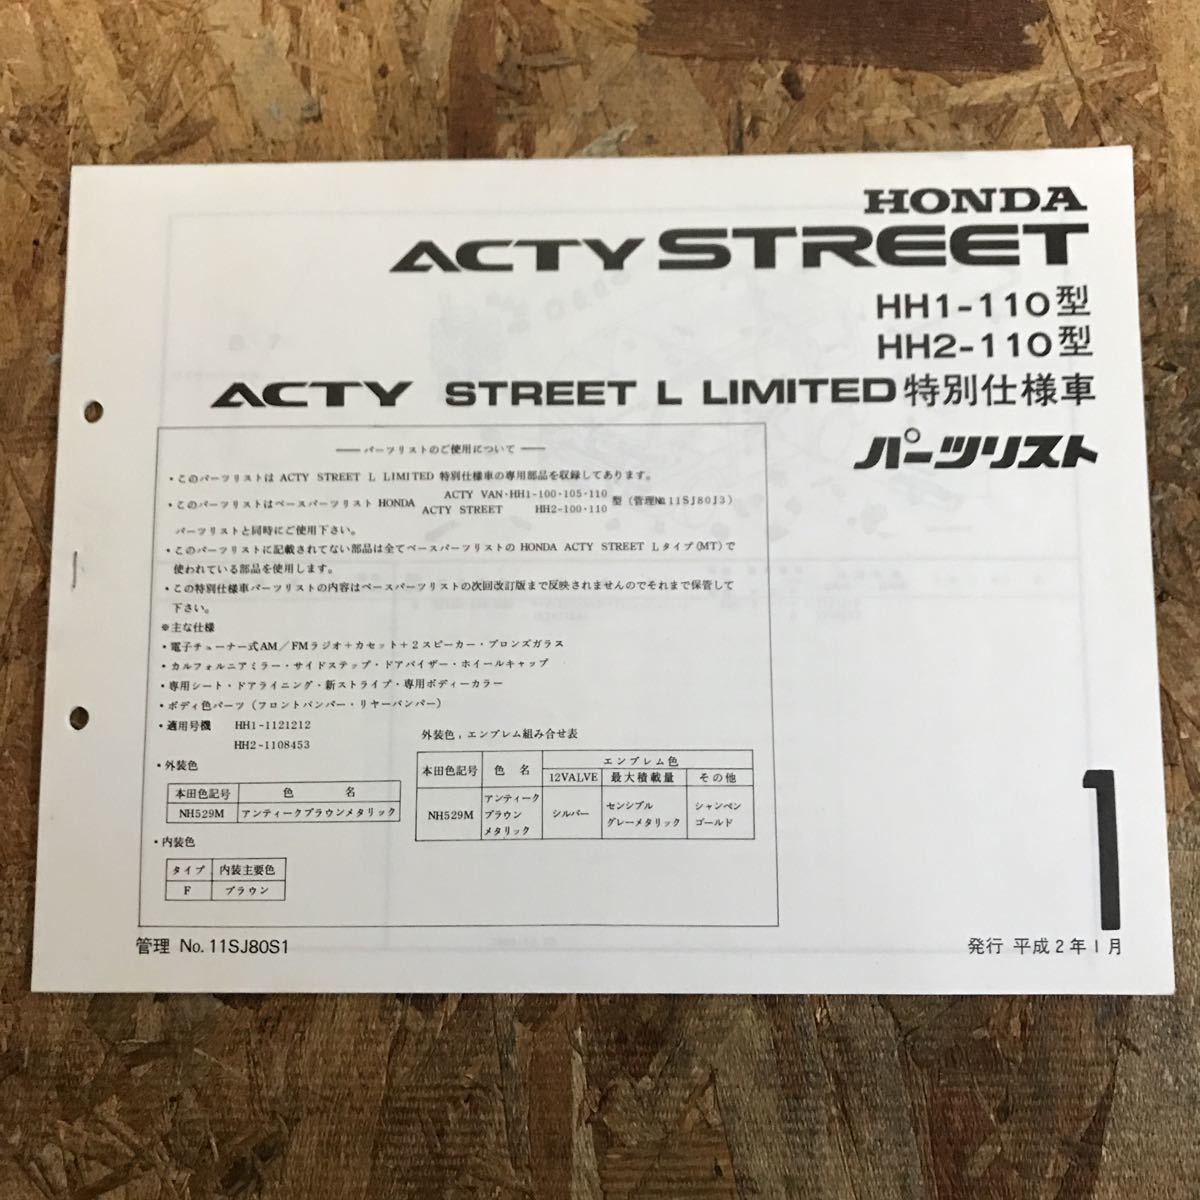 HONDA
ACTY STREET
HH1-110型
HH2-110型
ACTY STREET L LIMITED 特別仕様車
パーツリスト
── パーツリストのご使用について ──
・このパーツリストは ACTY STREET L LIMITED 特別仕様車の専用部品を収録してあります。
・このパーツリストはベースパーツリスト HONDA ACTY VAN・HH1-100・105・110 型（管理№11SJ80J3）
ACTY STREET HH2-100・110
パーツリストと同時にご使用下さい。
・このパーツリストに記載されてない部品は全てベースパーツリストの HONDA ACTY STREET Lタイプ(MT)で
使われている部品を使用します。
・この特別仕様車パーツリストの内容はベースパーツリストの次回改訂版まで反映されませんのでそれまで保管して
下さい。
※主な仕様
・電子チューナー式AM／FMラジオ＋カセット＋2スピーカー・ブロンズガラス
・カルフォルニアミラー・サイドステップ・ドアバイザー・ホイールキャップ
・専用シート・ドアライニング・新ストライプ・専用ボディーカラー
・ボディ色パーツ（フロントバンパー・リヤーバンパー）
・適用号機 HH1-1121212
HH2-1108453
・外装色
本田色記号 色 名
NH529M アンティークブラウンメタリック
・内装色
タイプ 内装主要色
F ブラウン
外装色，エンブレム組み合せ表
本田色記号 色 名 エンブレム色
12VALVE 最大積載量 その他
NH529M アンティークブラウンメタリック シルバー センシブルグレーメタリック シャンペンゴールド
1
管理 No. 11SJ80S1
発行 平成2年1月